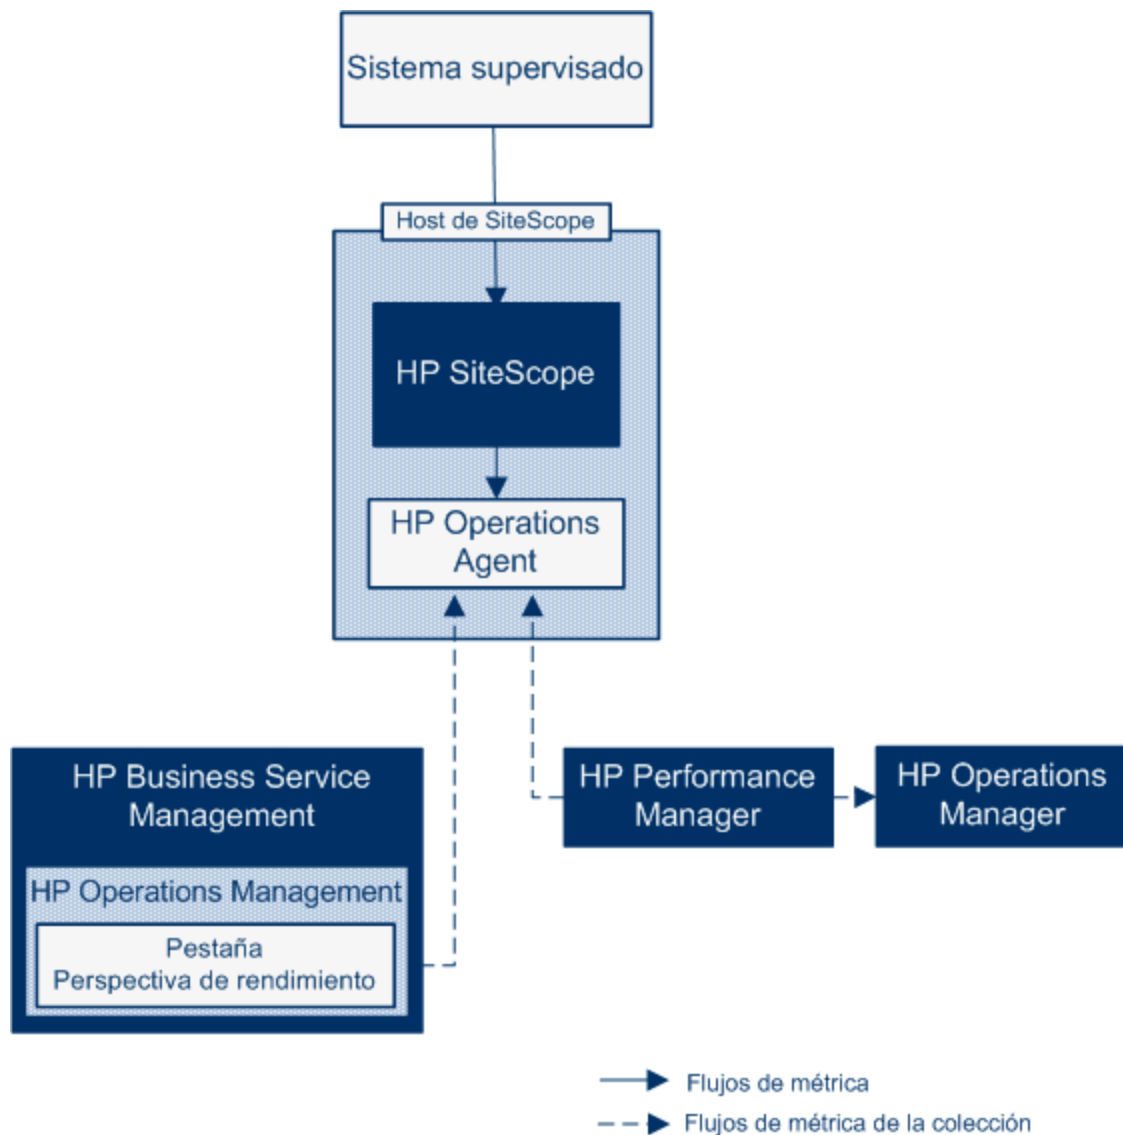 Sistema supervisado
Host de SiteScope
HP SiteScope
HP Operations
Agent
HP Business Service
Management
HP Operations Management
Pestaña
Perspectiva de rendimiento
HP Performance
Manager
HP Operations
Manager
Flujos de métrica
Flujos de métrica de la colección